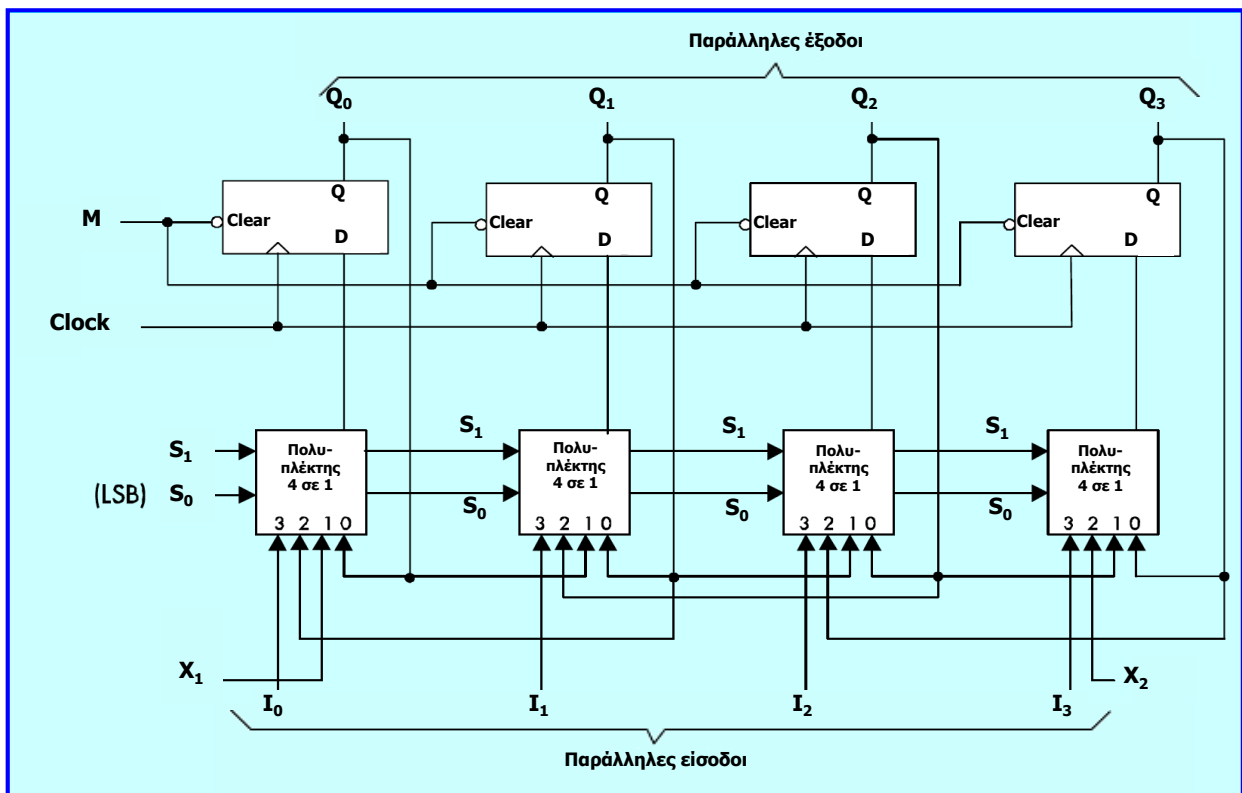 Παράλληλες έξοδοι
Q0 Q1 Q2 Q3
Q Q Q Q
M Clear Clear Clear Clear
D D D D
Clock
S1 S1 S1 S1
Πολυ-πλέκτης 4 σε 1 Πολυ-πλέκτης 4 σε 1 Πολυ-πλέκτης 4 σε 1 Πολυ-πλέκτης 4 σε 1
(LSB) S0 S0 S0 S0
3 2 1 0 3 2 1 0 3 2 1 0 3 2 1 0
X1 X2
I0 I1 I2 I3
Παράλληλες είσοδοι